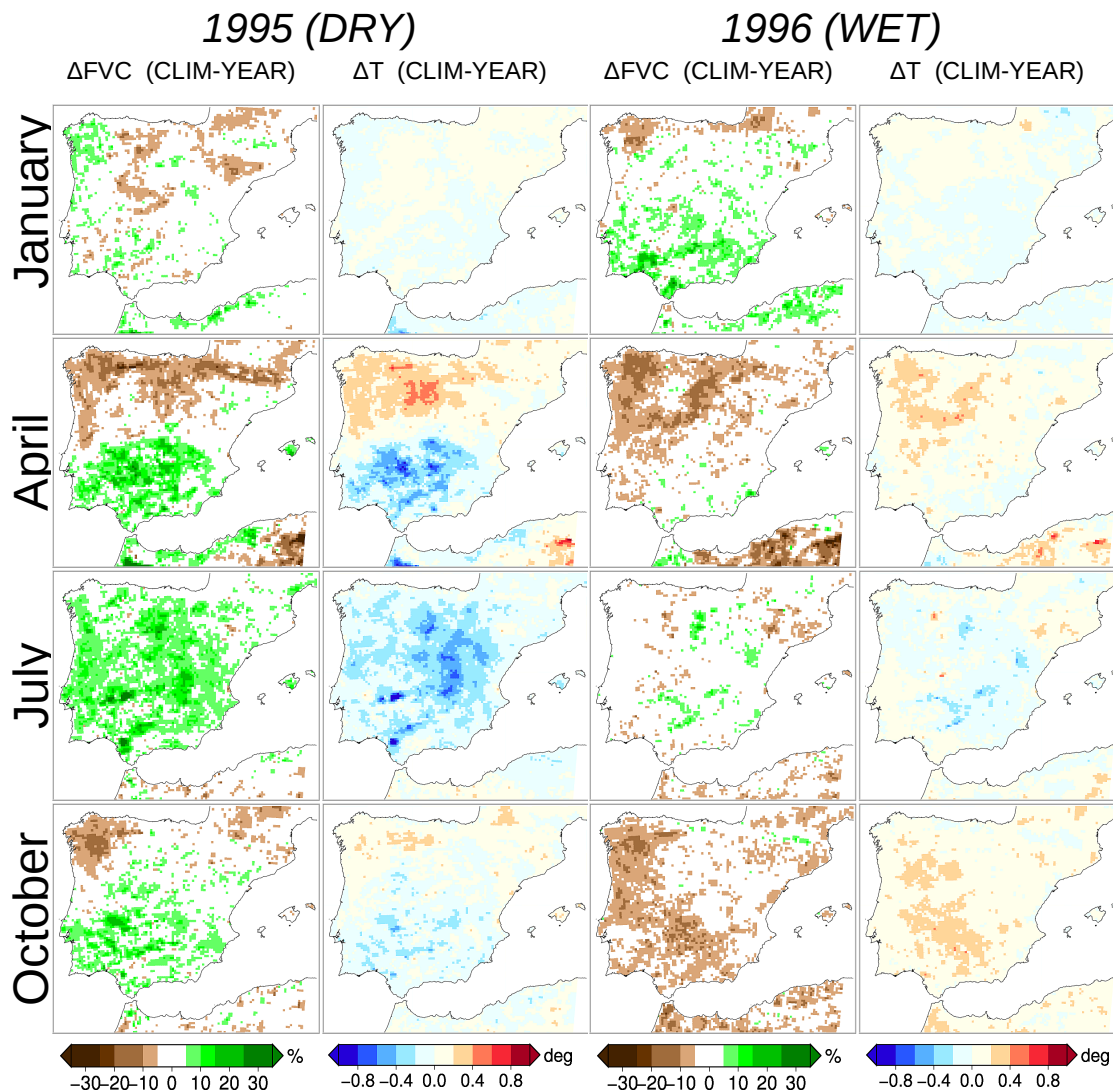 1995 (DRY) 1996 (WET)
ΔFVC (CLIM-YEAR) ΔT (CLIM-YEAR) ΔFVC (CLIM-YEAR) ΔT (CLIM-YEAR)
January
April
July
October
% deg % deg
−30−20−10 0 10 20 30 −0.8 −0.4 0.0 0.4 0.8 −30−20−10 0 10 20 30 −0.8 −0.4 0.0 0.4 0.8